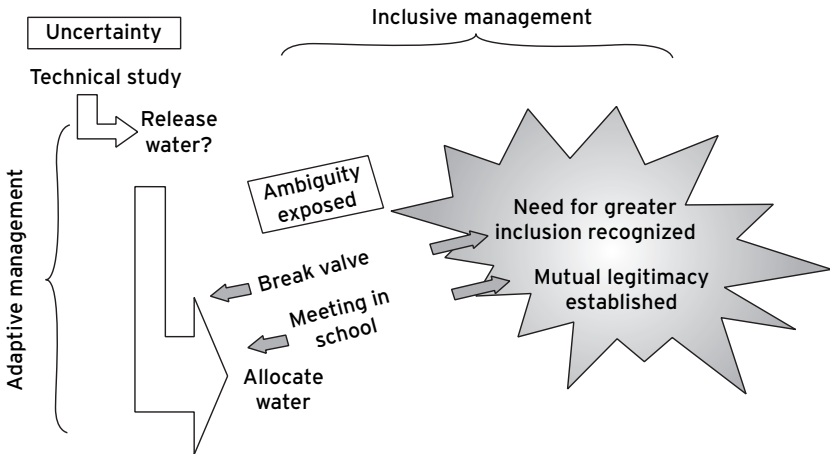 Inclusive management
Uncertainty
Technical study
Release
water?
Adaptive management
Ambiguity
exposed
Need for greater
inclusion recognized
Break valve
Mutual legitimacy
established
Meeting in
school
Allocate
water